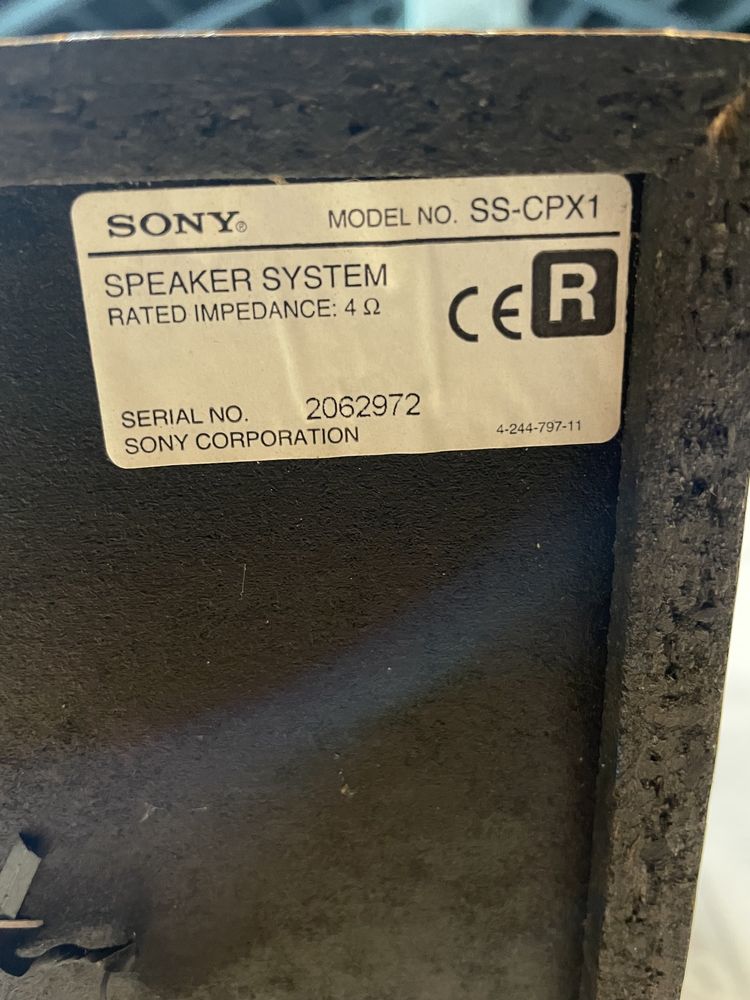 SONY® MODEL NO. SS-CPX1
SPEAKER SYSTEM
RATED IMPEDANCE: 4 Ω
CE R
SERIAL NO. 2062972
SONY CORPORATION 4-244-797-11